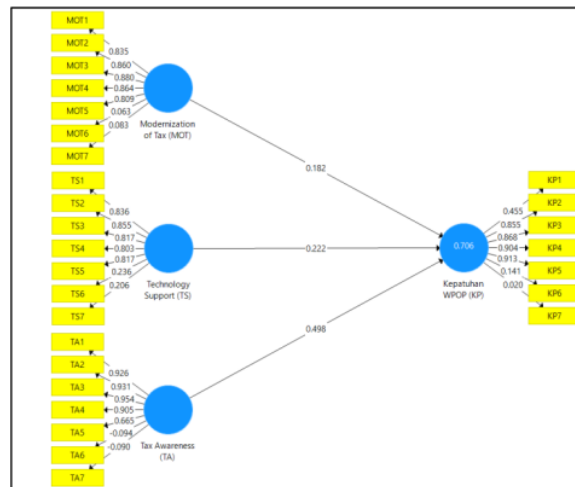 MOT1
MOT2
MOT3
MOT4
MOT5
MOT6
MOT7
0.835
0.860
0.880
0.864
0.809
0.063
0.083
Modernization
of Tax (MOT)
0.182
TS1
TS2
TS3
TS4
TS5
TS6
TS7
0.836
0.855
0.817
0.803
0.817
0.236
0.206
Technology
Support (TS)
0.222
TA1
TA2
TA3
TA4
TA5
TA6
TA7
0.926
0.931
0.954
0.905
0.665
-0.094
-0.090
Tax Awareness
(TA)
0.498
0.706
Kepatuhan
WPOP (KP)
0.455
0.855
0.868
0.904
0.913
0.141
0.020
KP1
KP2
KP3
KP4
KP5
KP6
KP7